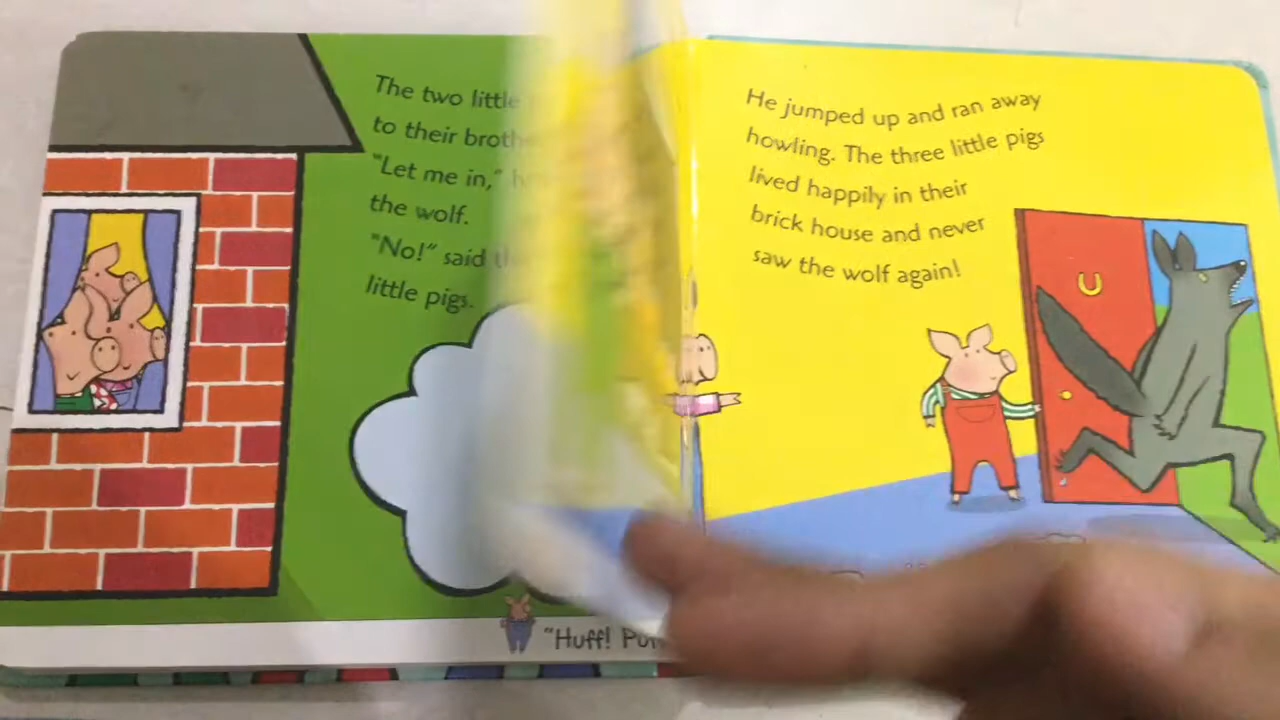 The two little
to their
"Let me in,"
the wolf.
"No!" said
little pigs.
"Huff!
He jumped up and ran away
howling. The three little pigs
lived happily in their
brick house and never
saw the wolf again!